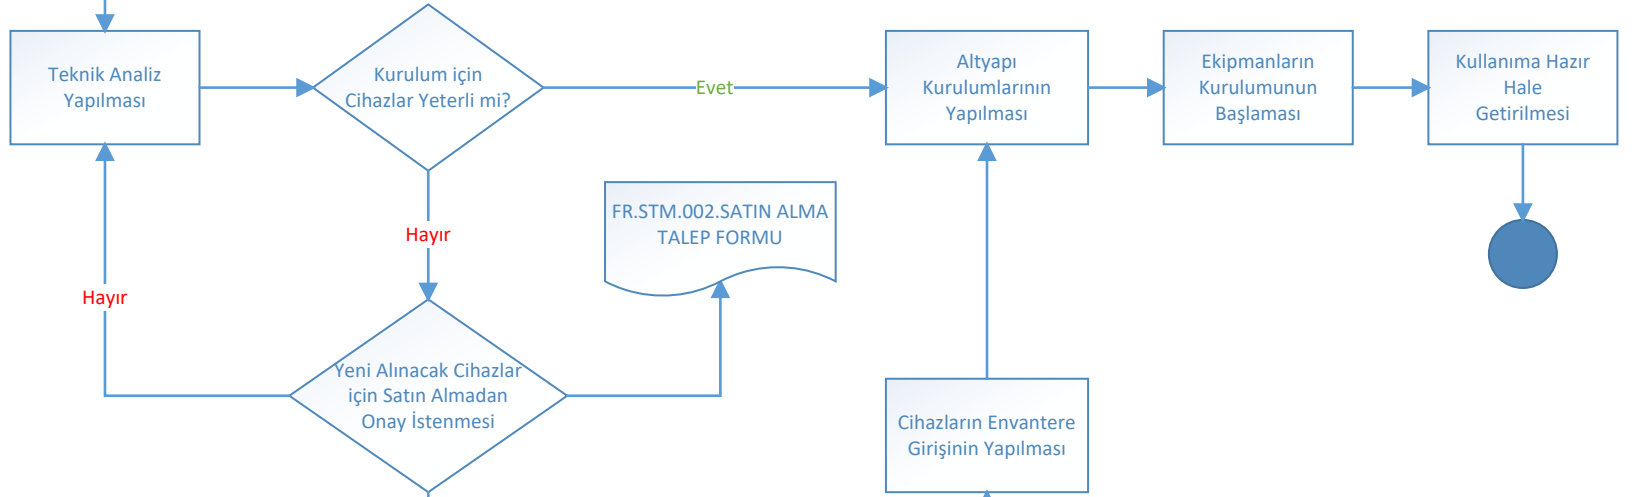 Teknik Analiz
Yapılması
Kurulum için
Cihazlar Yeterli mi?
Evet
Altyapı
Kurulumlarının
Yapılması
Ekipmanların
Kurulumunun
Başlaması
Kullanıma Hazır
Hale
Getirilmesi
Hayır
FR.STM.002.SATIN ALMA
TALEP FORMU
Hayır
Yeni Alınacak Cihazlar
için Satın Almadan
Onay İstenmesi
Cihazların Envantere
Girişinin Yapılması